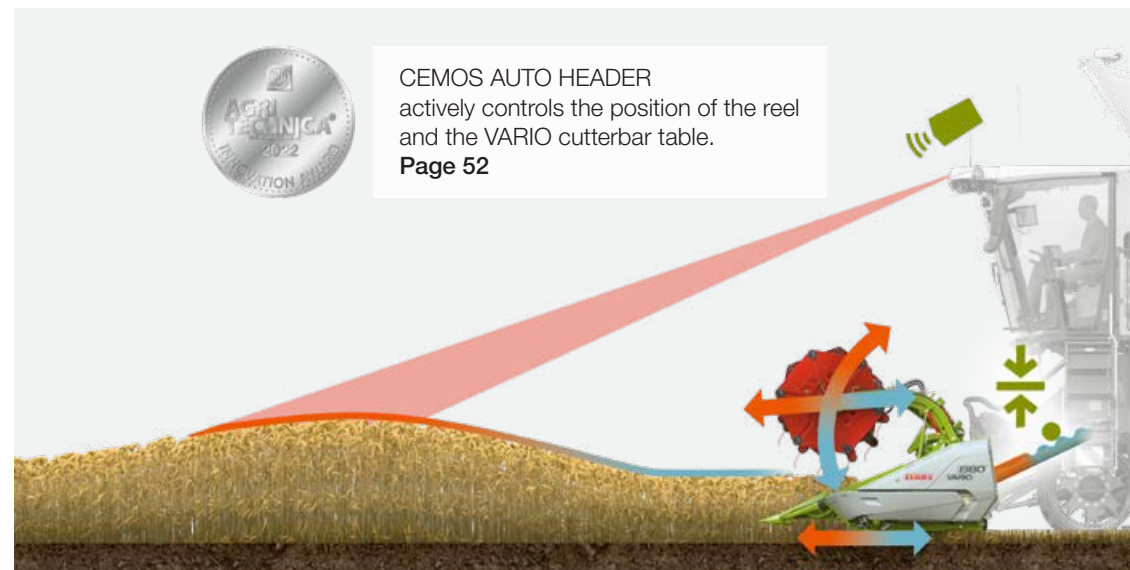 AGRI
TECHNICA
2022
INNOVATION AWARD
CEMOS AUTO HEADER
actively controls the position of the reel
and the VARIO cutterbar table.
Page 52
CLAAS
1380
VARIO